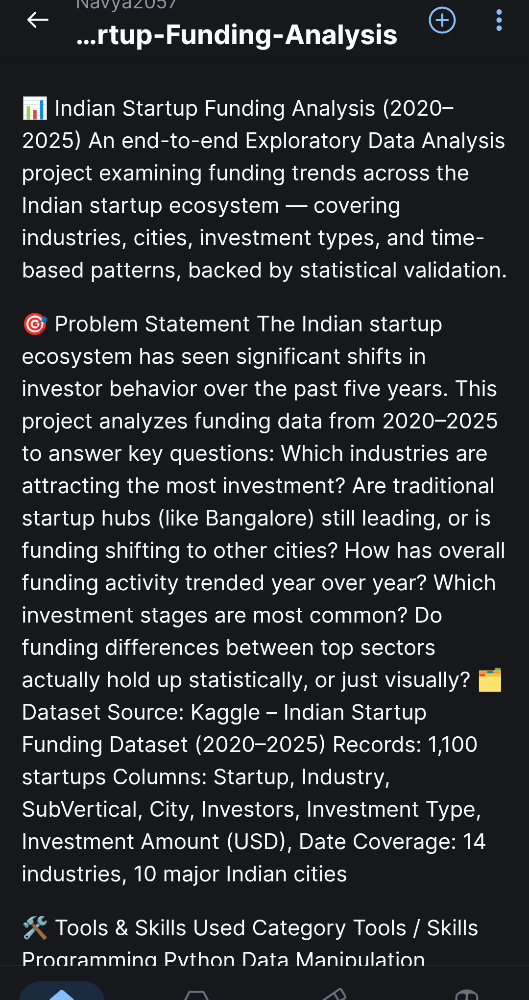 Navya2057
...rtup-Funding-Analysis
📊 Indian Startup Funding Analysis (2020–
2025) An end-to-end Exploratory Data Analysis
project examining funding trends across the
Indian startup ecosystem — covering
industries, cities, investment types, and time-
based patterns, backed by statistical validation.
🎯 Problem Statement The Indian startup
ecosystem has seen significant shifts in
investor behavior over the past five years. This
project analyzes funding data from 2020–2025
to answer key questions: Which industries are
attracting the most investment? Are traditional
startup hubs (like Bangalore) still leading, or is
funding shifting to other cities? How has overall
funding activity trended year over year? Which
investment stages are most common? Do
funding differences between top sectors
actually hold up statistically, or just visually? 🗂️
Dataset Source: Kaggle – Indian Startup
Funding Dataset (2020–2025) Records: 1,100
startups Columns: Startup, Industry,
SubVertical, City, Investors, Investment Type,
Investment Amount (USD), Date Coverage: 14
industries, 10 major Indian cities
🛠️ Tools & Skills Used Category Tools / Skills
Programming Python Data Manipulation